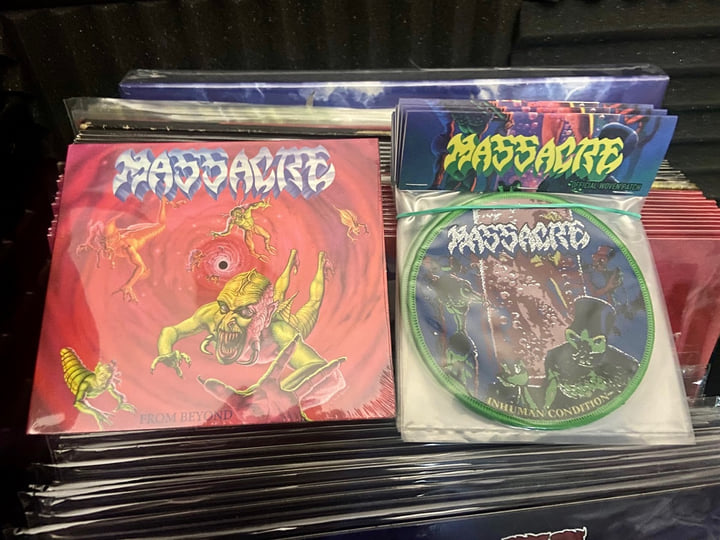 MASSACRE
FROM BEYOND
MASSACRE
OFFICIAL WOVEN PATCH
MASSACRE
INHUMAN CONDITION